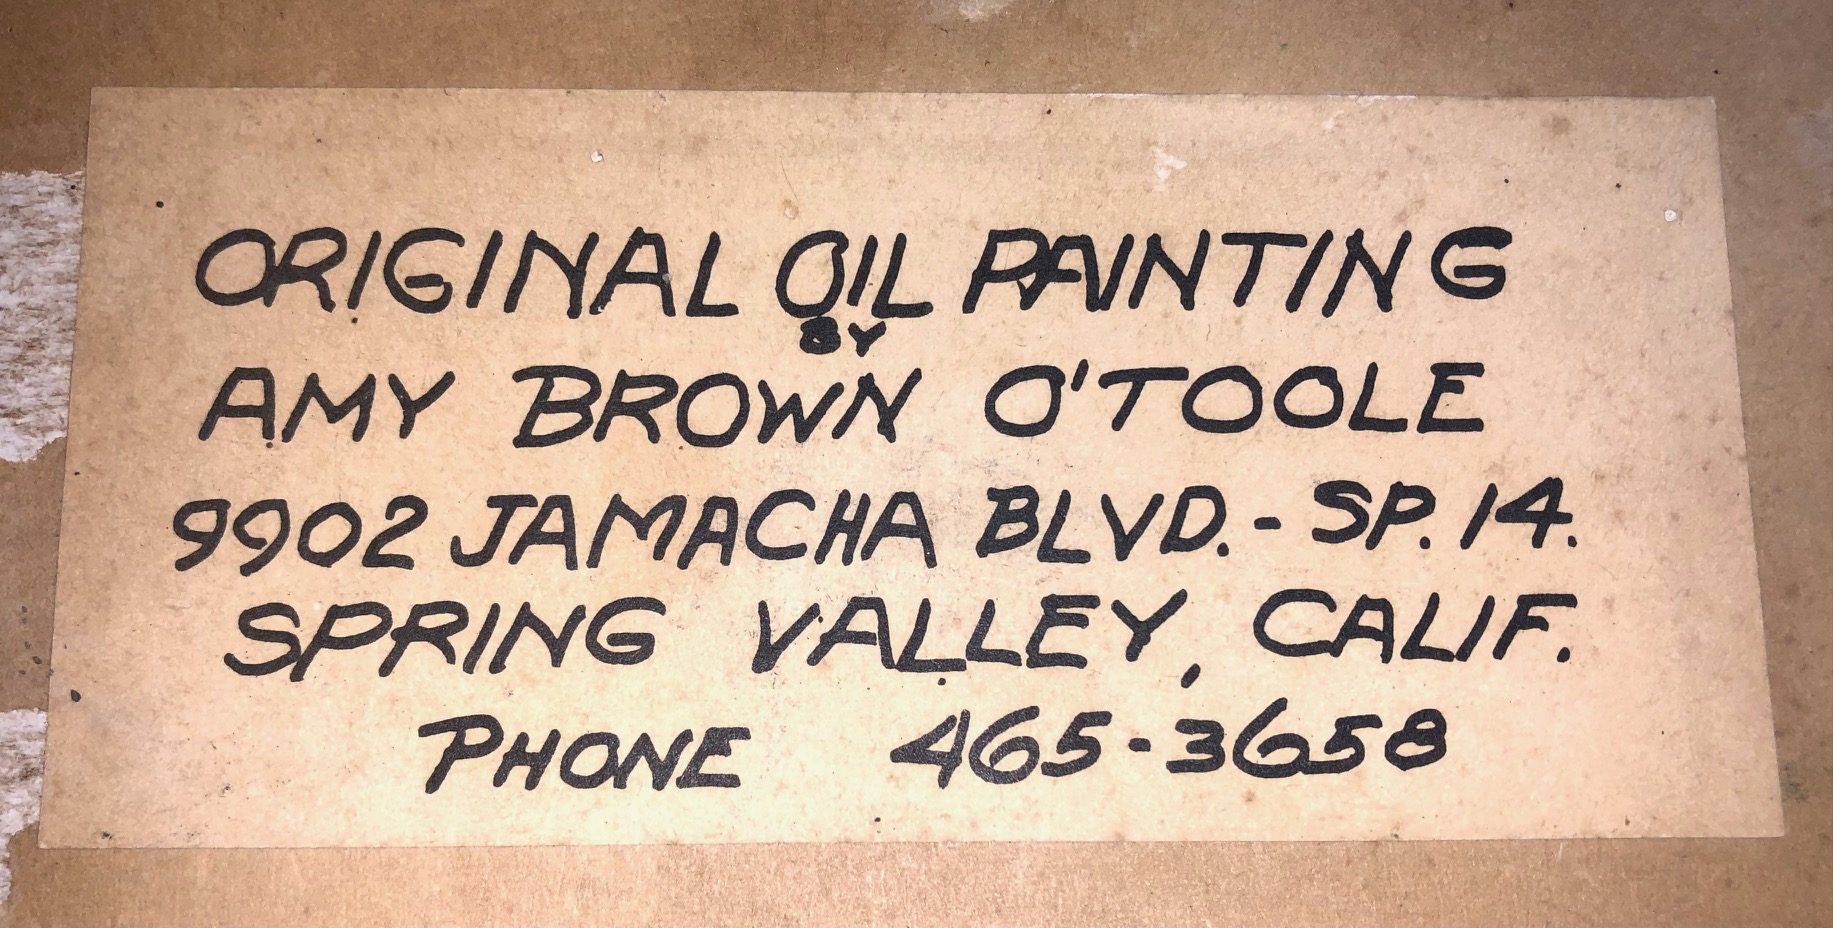 ORIGINAL OIL PAINTING
BY
AMY BROWN O'TOOLE
9902 JAMACHA BLVD.- SP. 14.
SPRING VALLEY, CALIF.
PHONE 465-3658